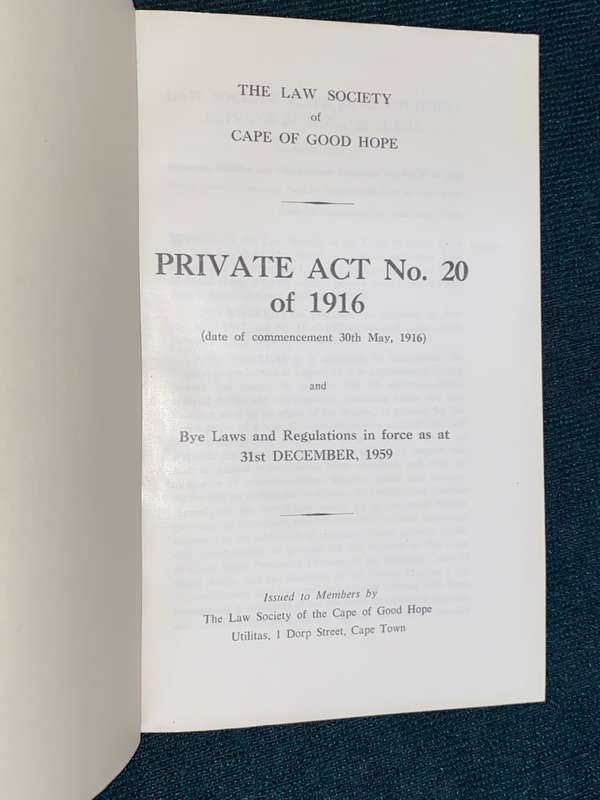 THE LAW SOCIETY
of
CAPE OF GOOD HOPE
PRIVATE ACT No. 20
of 1916
(date of commencement 30th May, 1916)
and
Bye Laws and Regulations in force as at
31st DECEMBER, 1959
Issued to Members by
The Law Society of the Cape of Good Hope
Utilitas, 1 Dorp Street, Cape Town